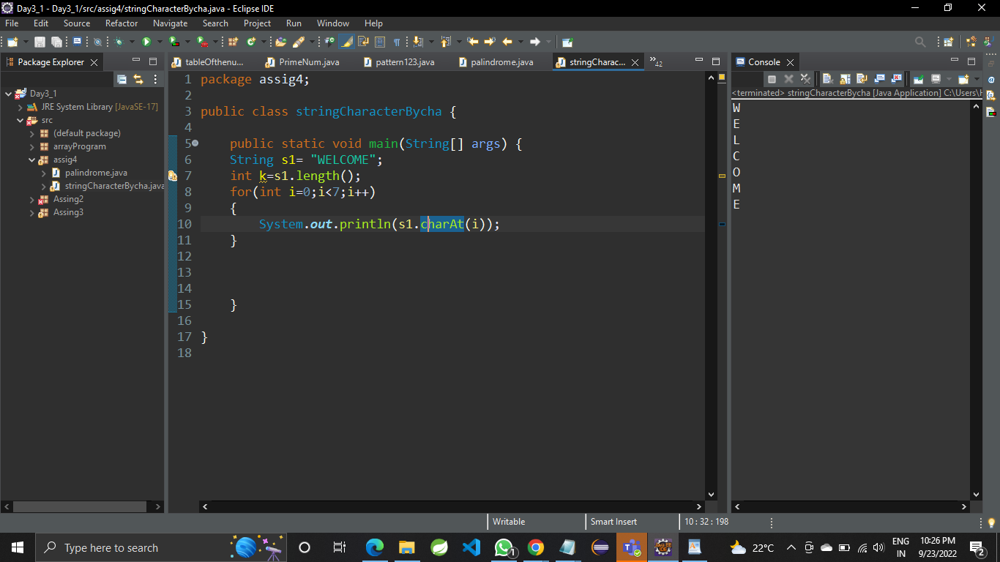 Day3_1 - Day3_1/src/assig4/stringCharacterBycha.java - Eclipse IDE
File Edit Source Refactor Navigate Search Project Run Window Help
Package Explorer
Day3_1
JRE System Library [JavaSE-17]
src
(default package)
arrayProgram
assig4
palindrome.java
stringCharacterBycha.java
Assing2
Assing3
tableOfthenu... PrimeNum.java pattern123.java palindrome.java stringCharac... »42
1 package assig4;
2
3 public class stringCharacterBycha {
4
5 public static void main(String[] args) {
6 String s1= "WELCOME";
7 int k=s1.length();
8 for(int i=0;i<7;i++)
9 {
10 System.out.println(s1.charAt(i));
11 }
12
13
14
15 }
16
17 }
18
Console
<terminated> stringCharacterBycha [Java Application] C:\Users\H
W
E
L
C
O
M
E
Writable Smart Insert 10 : 32 : 198
Type here to search
1
22°C
ENG
IN
10:26 PM
9/23/2022
2